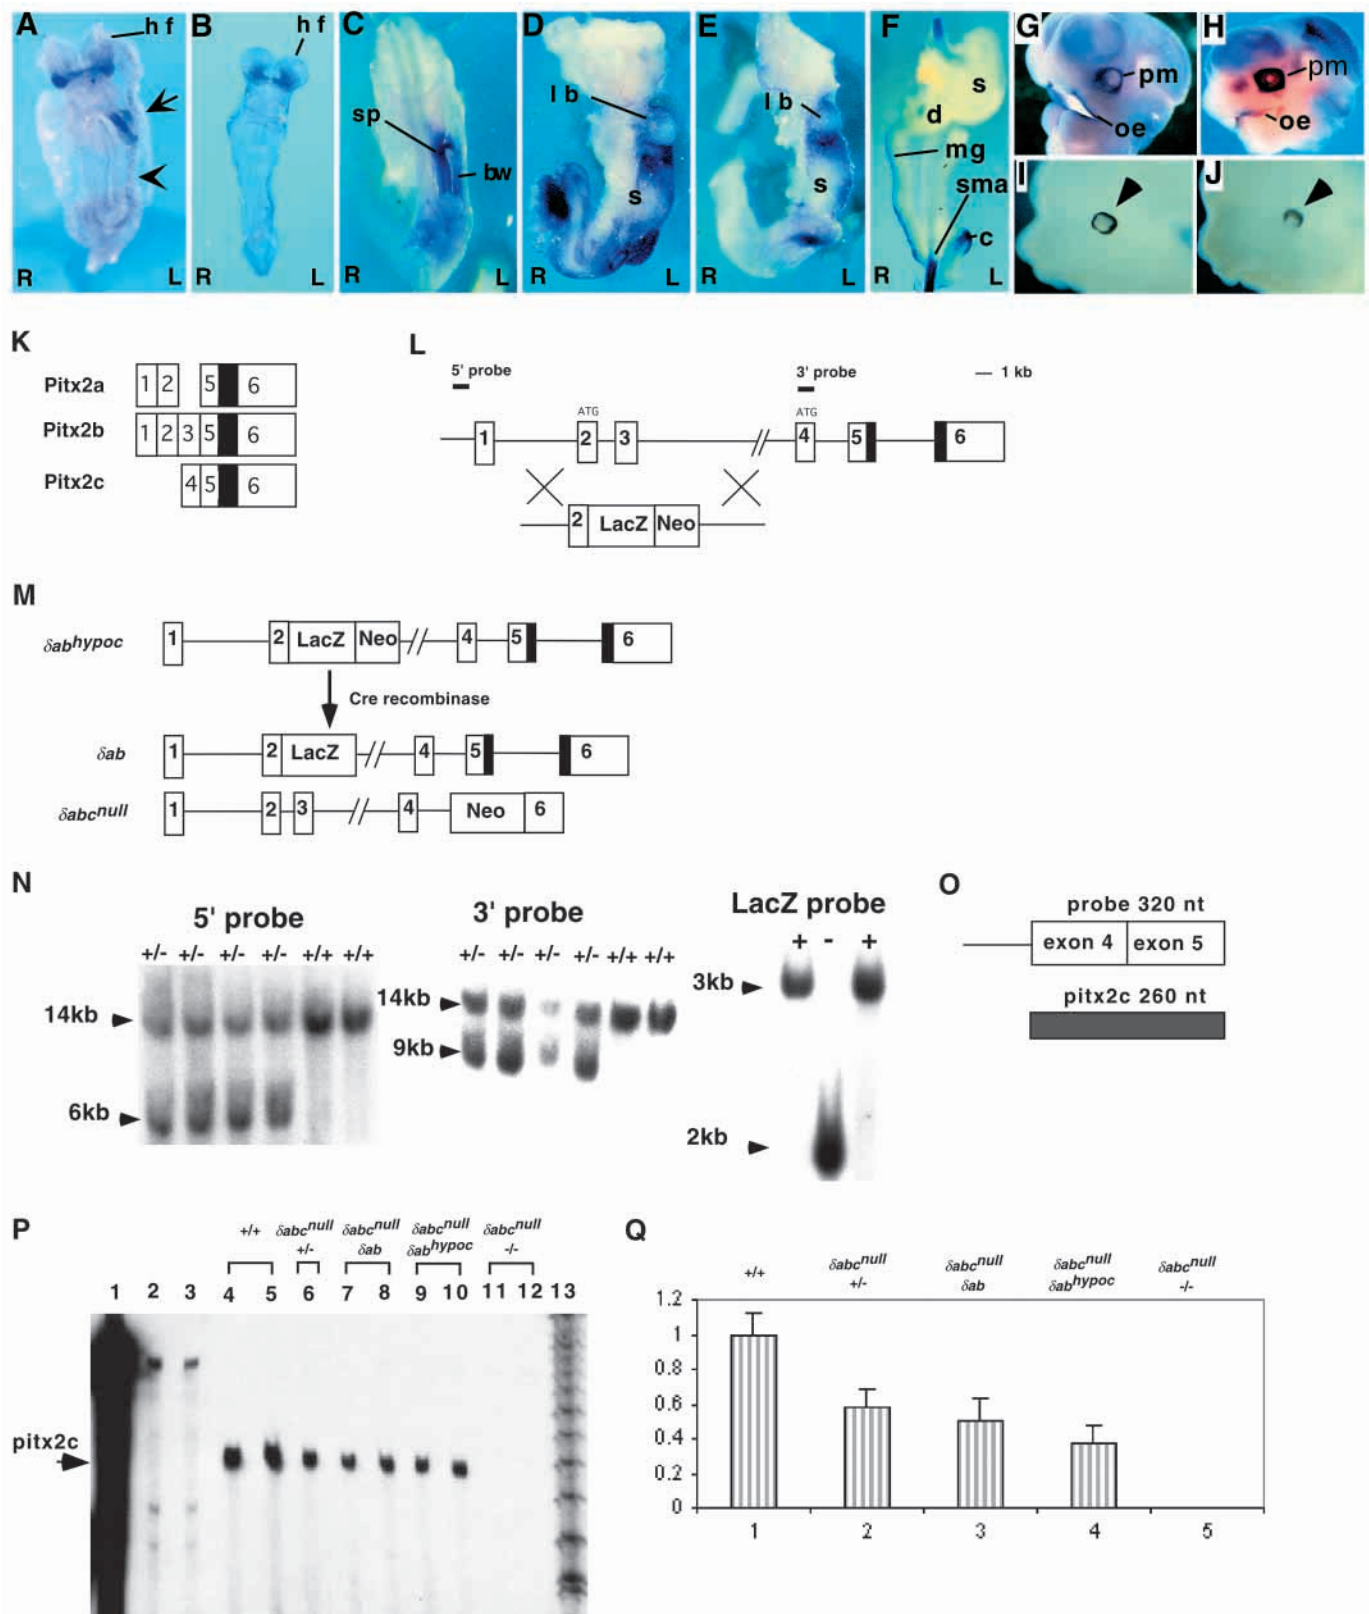 A h f
B h f
C
D
E
F
G
H
sp
bw
l b
s
l b
s
s
d
mg
sma
c
pm
oe
pm
oe
I
J
R L
R L
R L
R L
R L
R L
K
Pitx2a 1 2 5 6
Pitx2b 1 2 3 5 6
Pitx2c 4 5 6
L
5' probe 3' probe 1 kb
ATG ATG
1 2 3 // 4 5 6
2 LacZ Neo
M
δab^hypoc 1 2 LacZ Neo // 4 5 6
Cre recombinase
δab 1 2 LacZ // 4 5 6
δabc^null 1 2 3 // 4 Neo 6
N
5' probe
+/- +/- +/- +/- +/+ +/+
14kb
6kb
3' probe
+/- +/- +/- +/- +/+ +/+
14kb
9kb
LacZ probe
+ - +
3kb
2kb
O
probe 320 nt
exon 4 exon 5
pitx2c 260 nt
P
+/+ δabc^null +/- δabc^null δab δabc^null δab^hypoc δabc^null -/-
1 2 3 4 5 6 7 8 9 10 11 12 13
pitx2c
Q
+/+ δabc^null +/- δabc^null δab δabc^null δab^hypoc δabc^null -/-
1.2
1
0.8
0.6
0.4
0.2
0
1 2 3 4 5